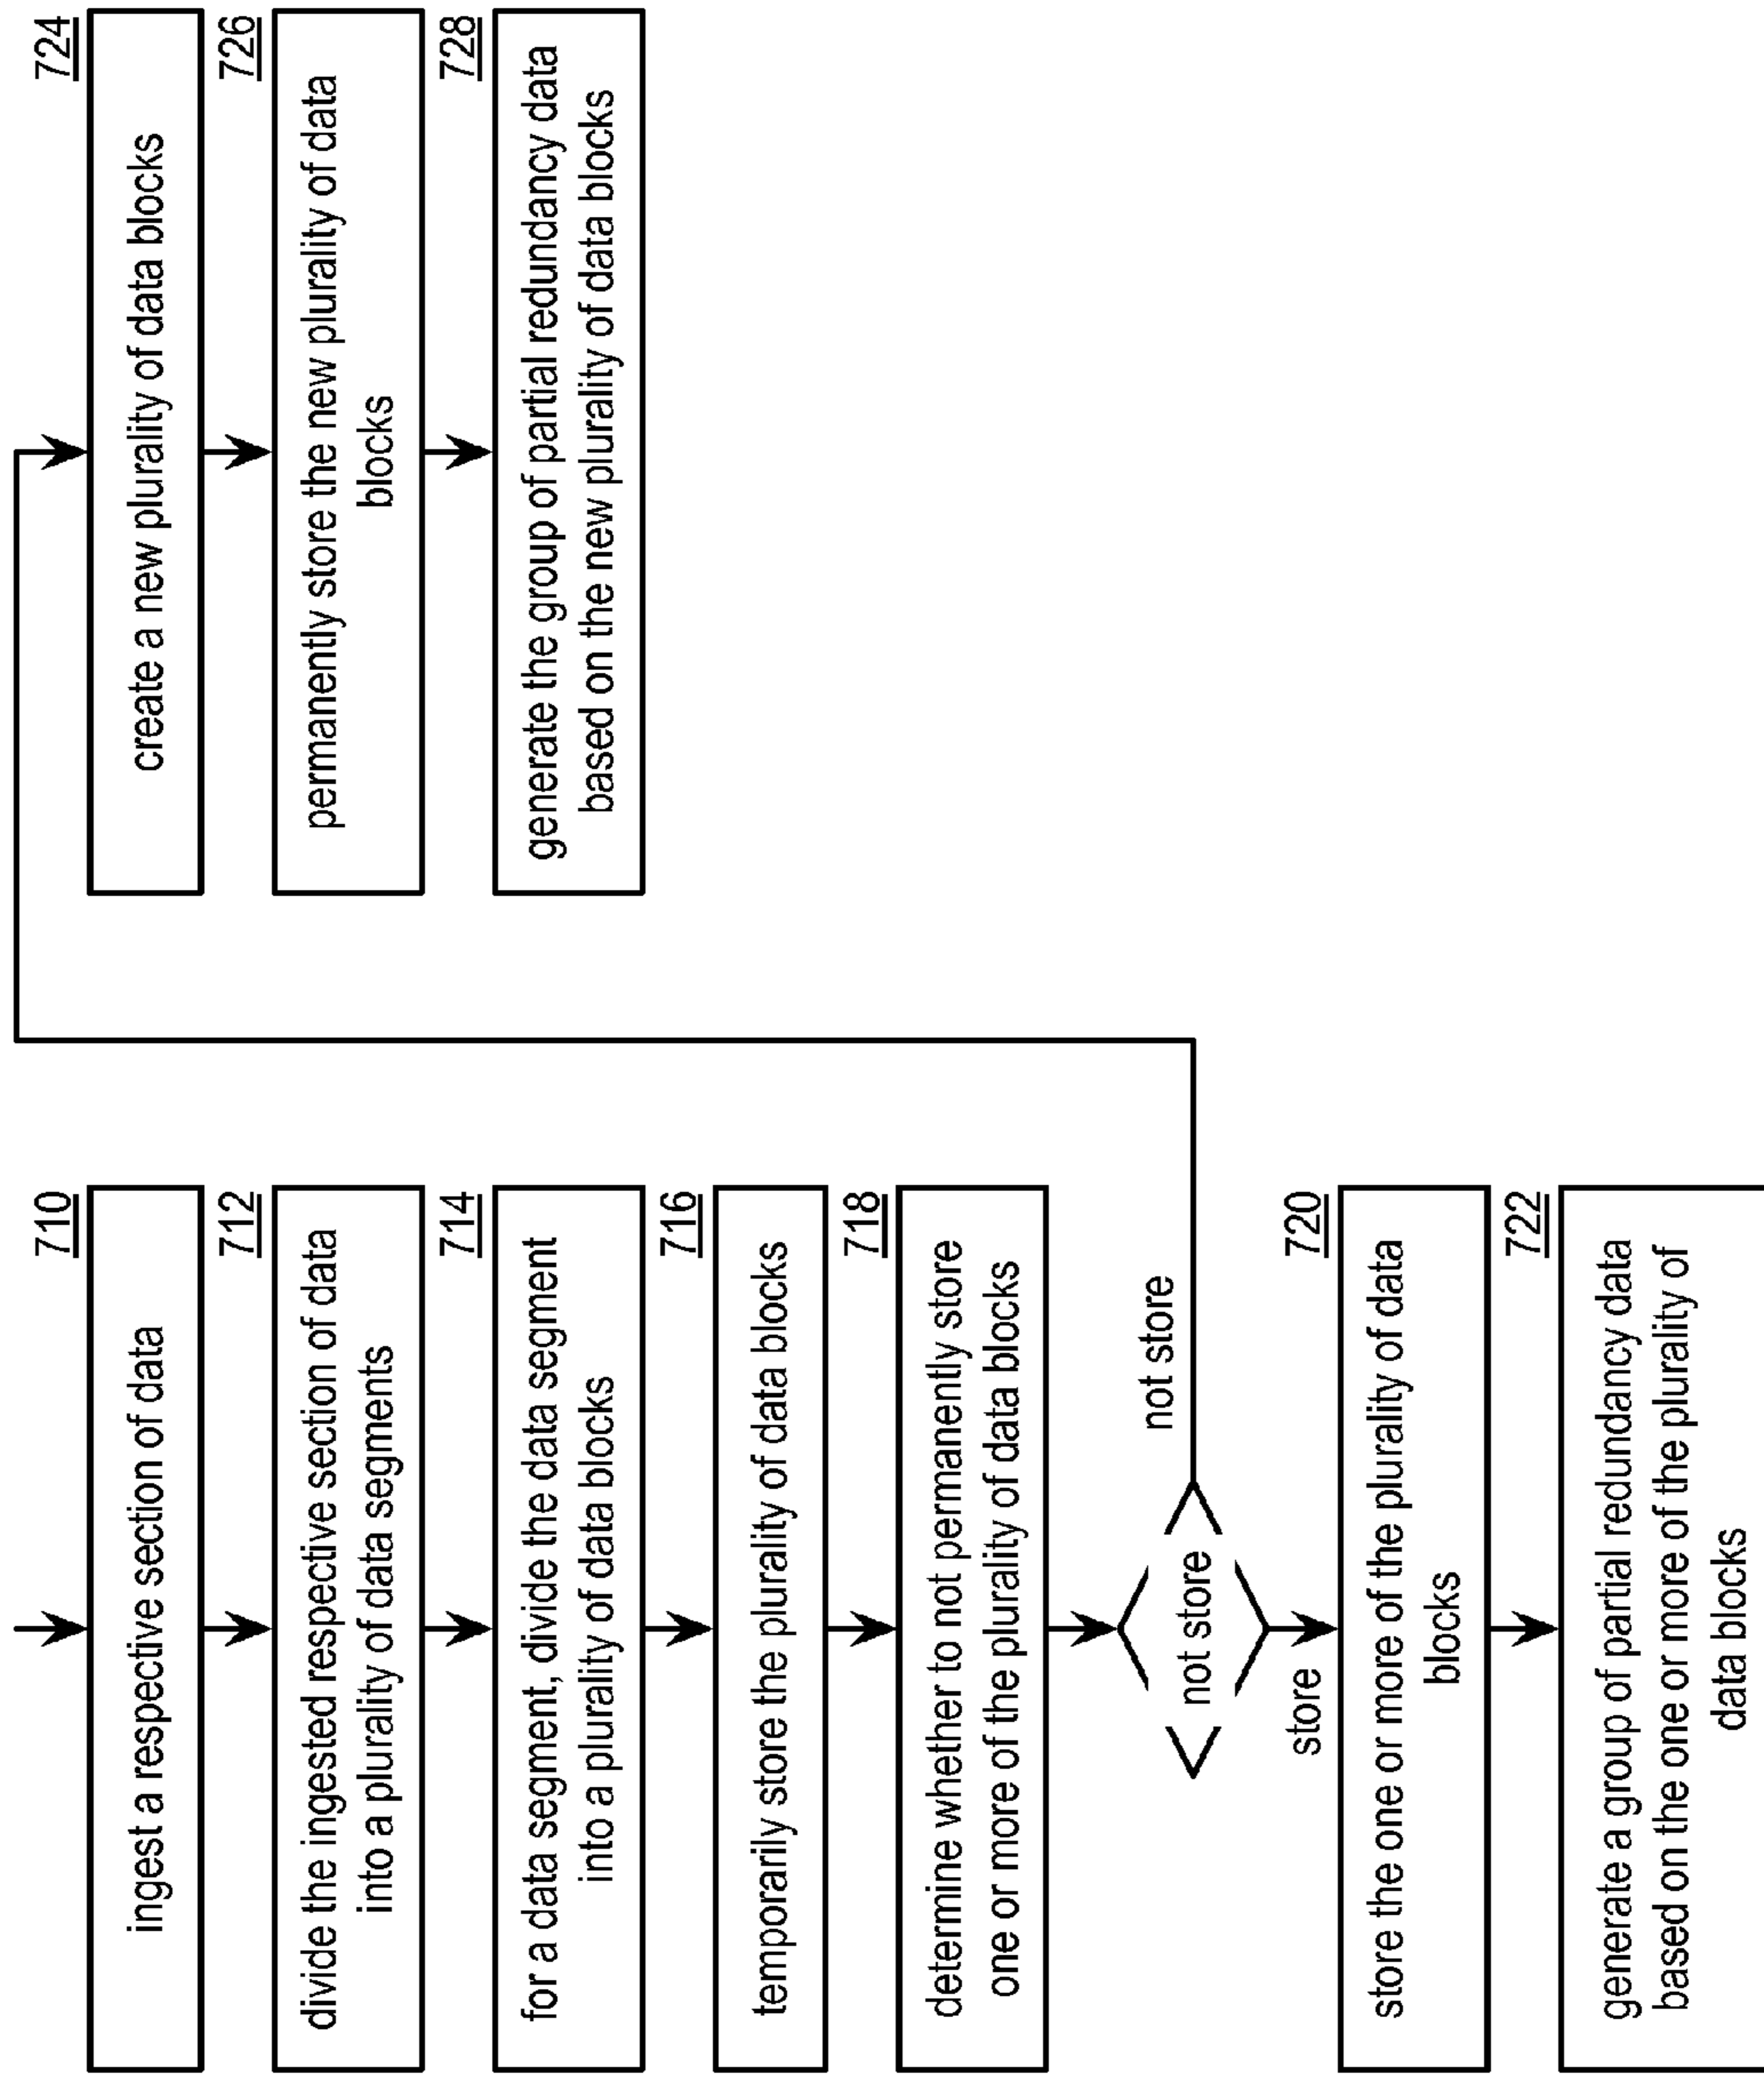 710
ingest a respective section of data
712
divide the ingested respective section of data
into a plurality of data segments
714
for a data segment, divide the data segment
into a plurality of data blocks
716
temporarily store the plurality of data blocks
718
determine whether to not permanently store
one or more of the plurality of data blocks
not store
not store
store
720
store the one or more of the plurality of data
blocks
722
generate a group of partial redundancy data
based on the one or more of the plurality of
data blocks
724
create a new plurality of data blocks
726
permanently store the new plurality of data
blocks
728
generate the group of partial redundancy data
based on the new plurality of data blocks